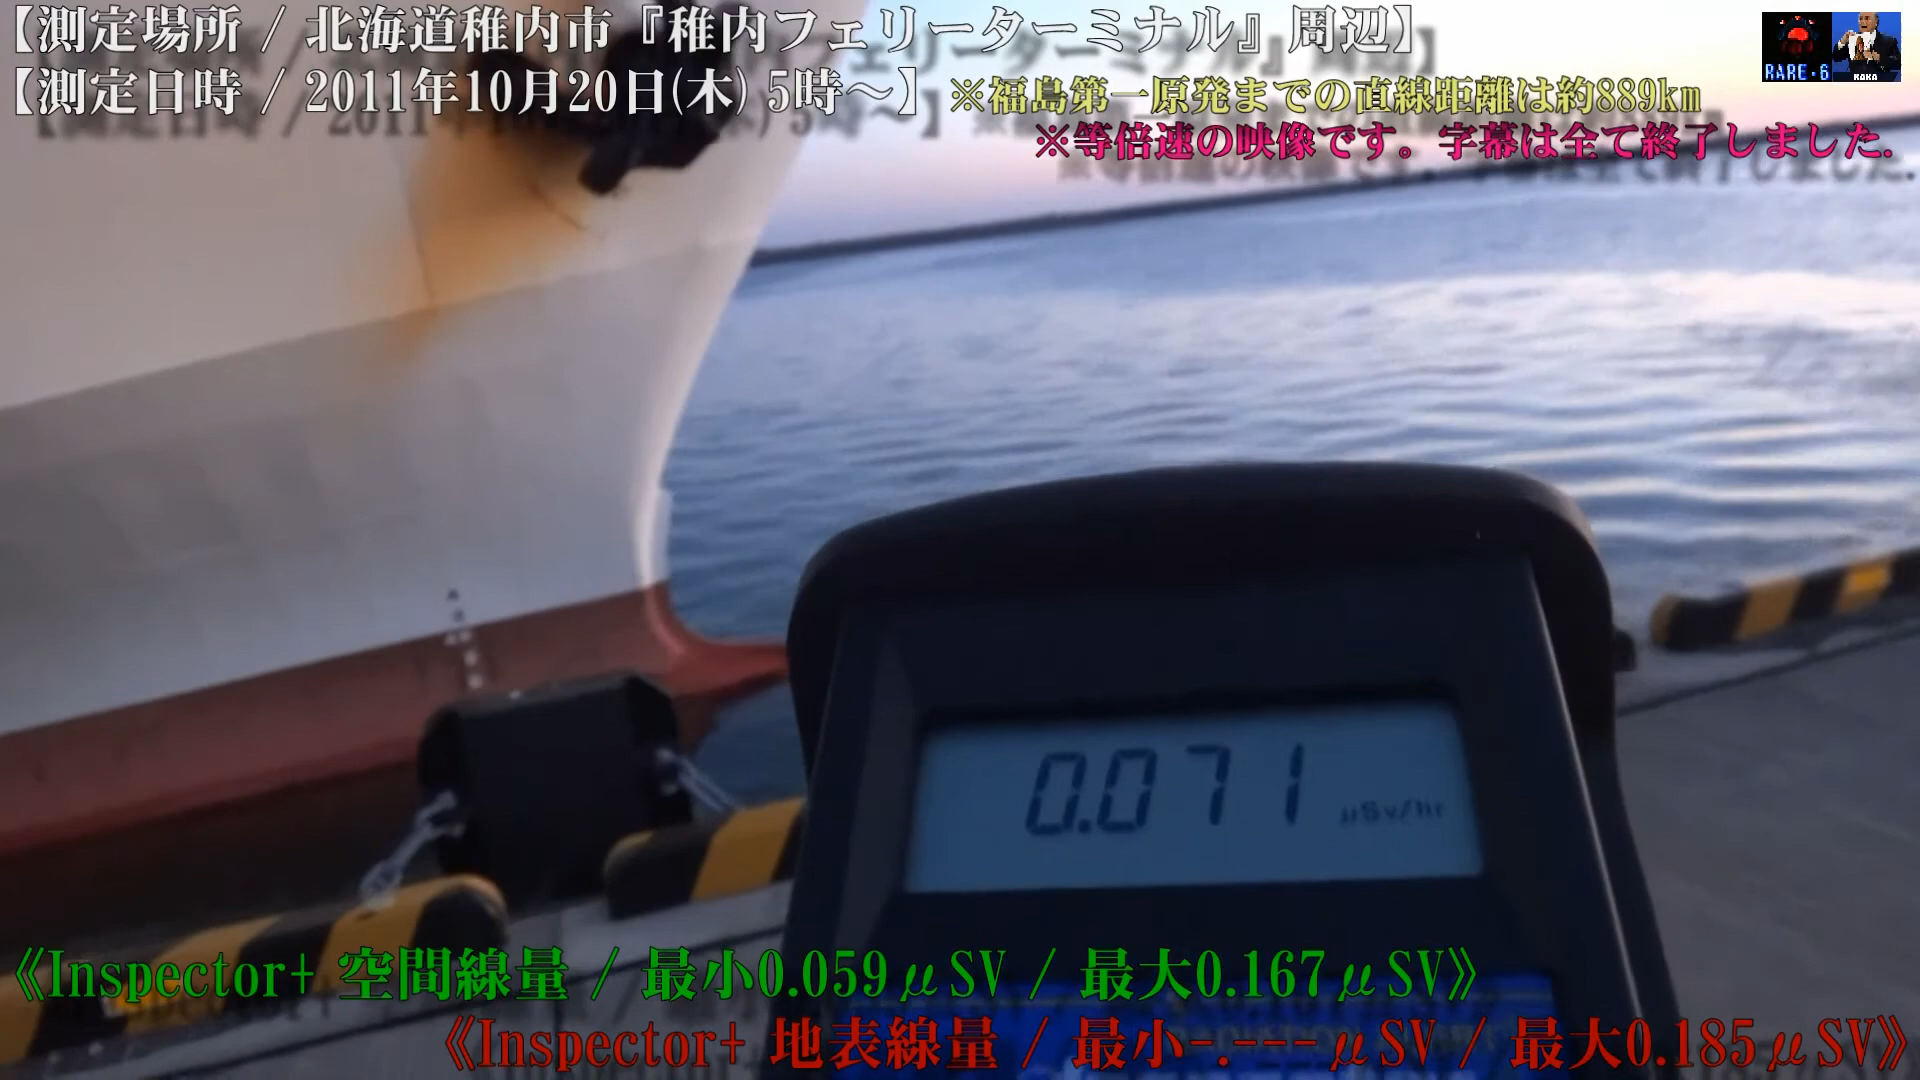 【測定場所 / 北海道稚内市『稚内フェリーターミナル』周辺】
【測定日時 / 2011年10月20日(木) 5時～】※福島第一原発までの直線距離は約889km
※等倍速の映像です。字幕は全て終了しました.
RARE・6
KAKA
0.071 μSv/hr
《Inspector+ 空間線量 / 最小0.059μSV / 最大0.167μSV》
《Inspector+ 地表線量 / 最小-.---μSV / 最大0.185μSV》